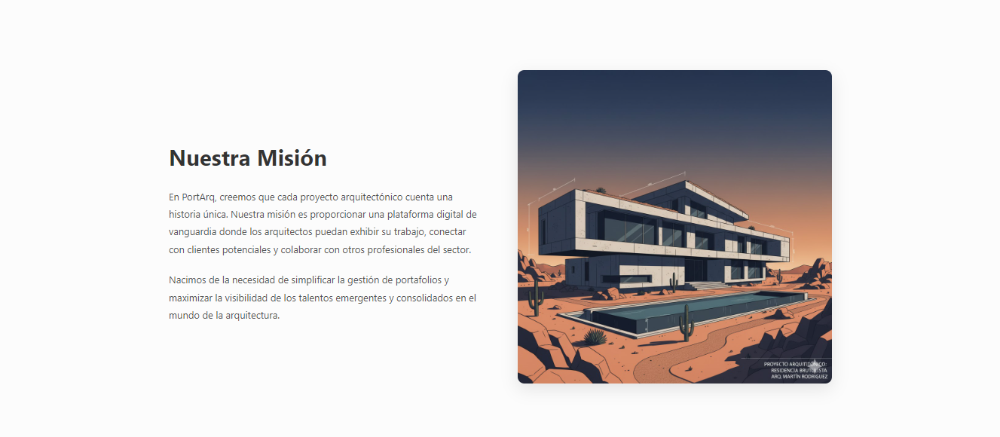 Nuestra Misión
En PortArq, creemos que cada proyecto arquitectónico cuenta una
historia única. Nuestra misión es proporcionar una plataforma digital de
vanguardia donde los arquitectos puedan exhibir su trabajo, conectar
con clientes potenciales y colaborar con otros profesionales del sector.
Nacimos de la necesidad de simplificar la gestión de portafolios y
maximizar la visibilidad de los talentos emergentes y consolidados en el
mundo de la arquitectura.
PROYECTO
RESIDENCIA
ARQ. MARTÍN RODRIGUEZ